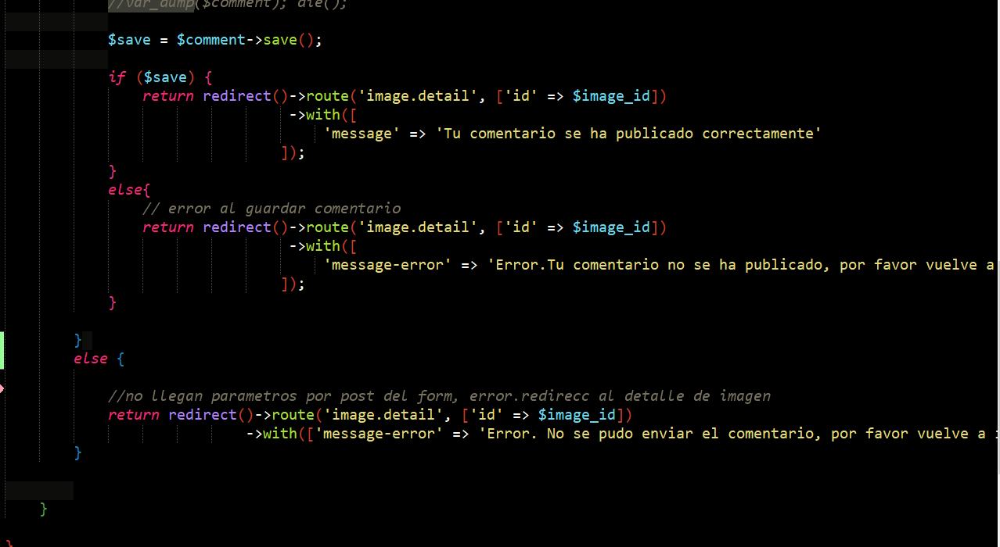 //var_dump($comment); die();
$save = $comment->save();
if ($save) {
return redirect()->route('image.detail', ['id' => $image_id])
->with([
'message' => 'Tu comentario se ha publicado correctamente'
]);
}
else{
// error al guardar comentario
return redirect()->route('image.detail', ['id' => $image_id])
->with([
'message-error' => 'Error.Tu comentario no se ha publicado, por favor vuelve a
]);
}
}
else {
//no llegan parametros por post del form, error.redirecc al detalle de imagen
return redirect()->route('image.detail', ['id' => $image_id])
->with(['message-error' => 'Error. No se pudo enviar el comentario, por favor vuelve a
}
}
}